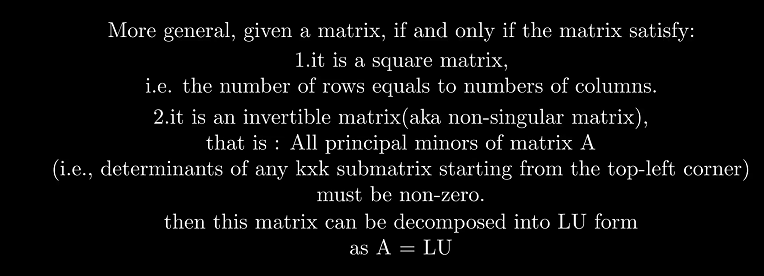 More general, given a matrix, if and only if the matrix satisfy:
1.it is a square matrix,
i.e. the number of rows equals to numbers of columns.
2.it is an invertible matrix(aka non-singular matrix),
that is : All principal minors of matrix A
(i.e., determinants of any kxk submatrix starting from the top-left corner)
must be non-zero.
then this matrix can be decomposed into LU form
as A = LU